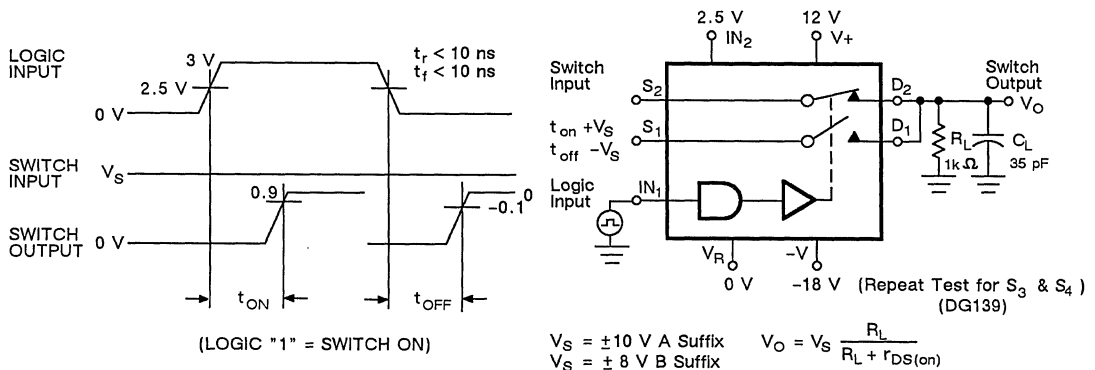 LOGIC
INPUT
3 V
2.5 V
0 V
tr < 10 ns
tf < 10 ns
SWITCH
INPUT
VS
0.9
0
-0.1
SWITCH
OUTPUT
0 V
tON
tOFF
(LOGIC "1" = SWITCH ON)
2.5 V
IN2
12 V
V+
Switch
Input
S2
ton +VS
toff -VS
S1
Logic
Input
IN1
D2
D1
Switch
Output
VO
RL
1k Ω
CL
35 pF
VR
0 V
-V
-18 V
(Repeat Test for S3 & S4 )
(DG139)
VS = ±10 V A Suffix
VS = ± 8 V B Suffix
VO = VS RL / RL + rDS(on)